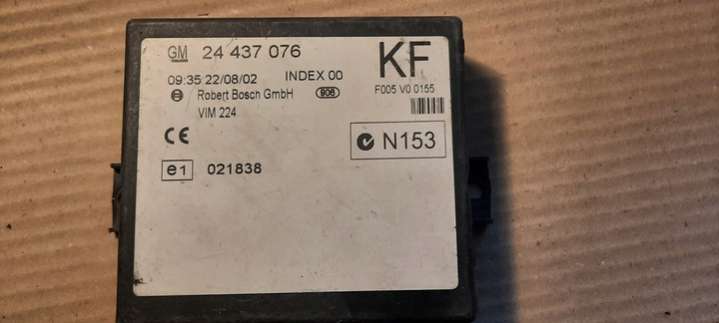 GM 24 437 076 KF
09:35 22/08/02 INDEX 00 F005 V0 0155
Robert Bosch GmbH 908
VIM 224
CE N153
e1 021838